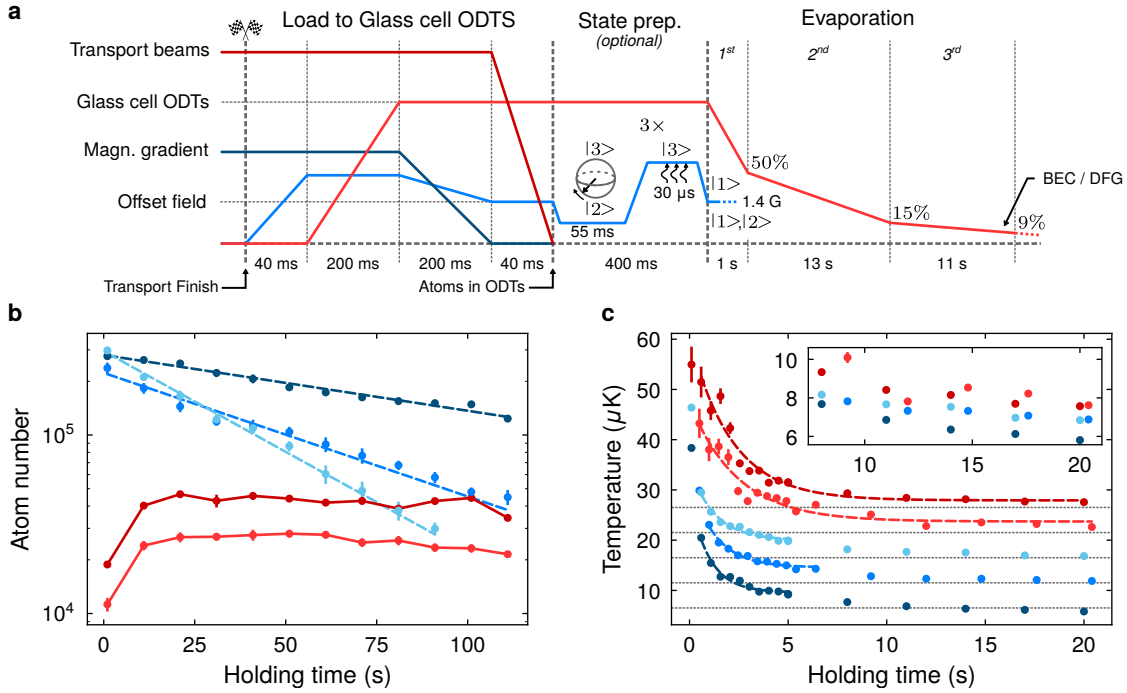 a
Load to Glass cell ODTS
State prep.
(optional)
Evaporation
1st
2nd
3rd
Transport beams
Glass cell ODTs
Magn. gradient
Offset field
3×
|3>
|2>
55 ms
|3>
30 µs
|1>
1.4 G
|1>,|2>
50%
15%
BEC / DFG
9%
40 ms
200 ms
200 ms
40 ms
400 ms
1 s
13 s
11 s
Transport Finish
Atoms in ODTs
b
Atom number
10⁵
10⁴
0
25
50
75
100
Holding time (s)
c
Temperature (µK)
60
50
40
30
20
10
0
5
10
15
20
Holding time (s)
10
8
6
10
15
20